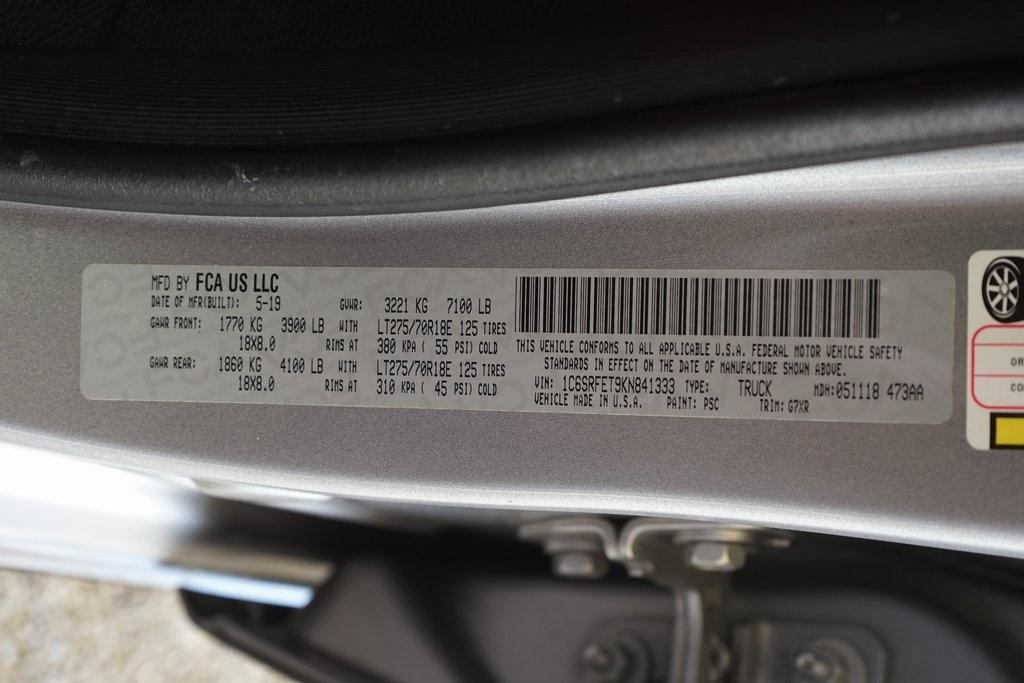 MFD BY FCA US LLC
DATE OF MFR(BUILT): 5-19 GVWR: 3221 KG 7100 LB
GAWR FRONT: 1770 KG 3900 LB WITH LT275/70R18E 125 TIRES
18X8.0 RIMS AT 380 KPA ( 55 PSI) COLD
GAWR REAR: 1860 KG 4100 LB WITH LT275/70R18E 125 TIRES
18X8.0 RIMS AT 310 KPA ( 45 PSI) COLD
THIS VEHICLE CONFORMS TO ALL APPLICABLE U.S.A. FEDERAL MOTOR VEHICLE SAFETY
STANDARDS IN EFFECT ON THE DATE OF MANUFACTURE SHOWN ABOVE.
VIN: 1C6SRFET9KN841333 TYPE: TRUCK MDH:051118 473AA
VEHICLE MADE IN U.S.A. PAINT: PSC TRIM: G7XR